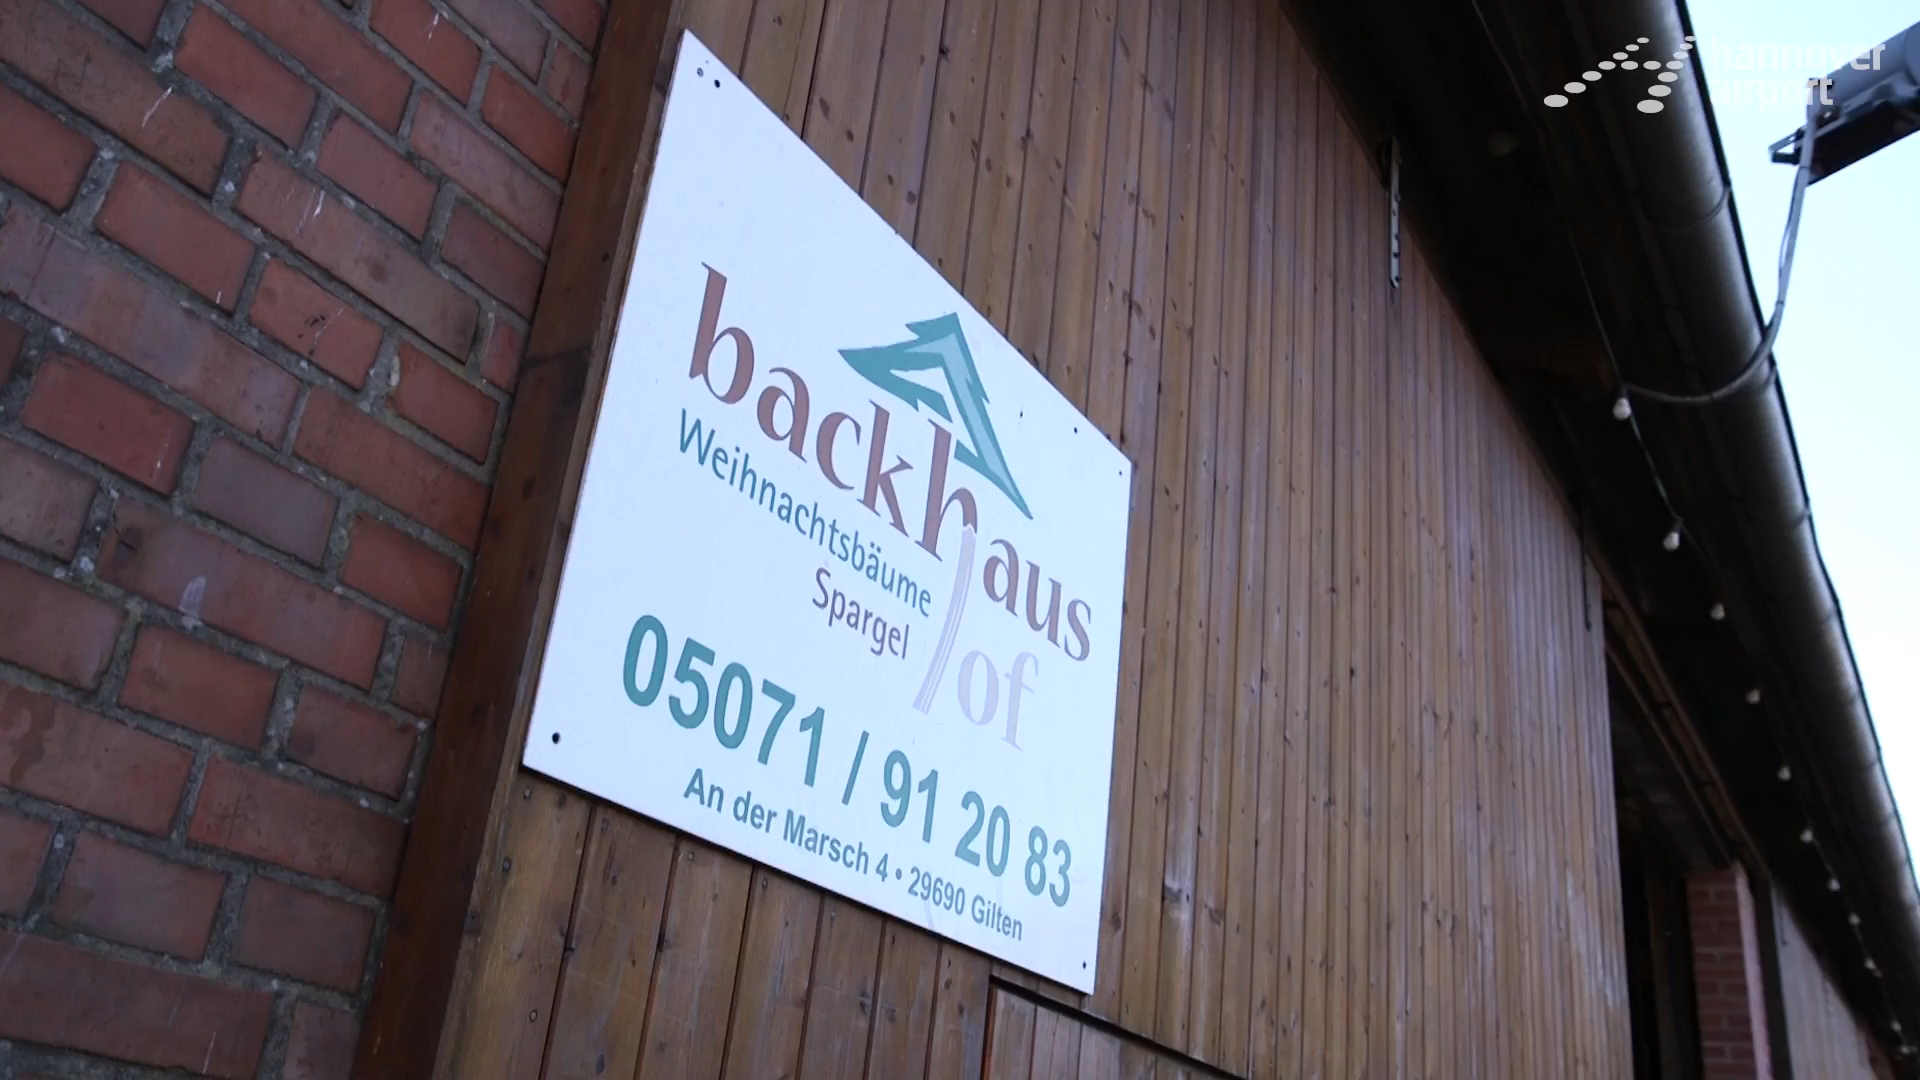 hannover
airport
backhaus
Weihnachtsbäume
Spargel
hof
05071 / 91 20 83
An der Marsch 4 • 29690 Gilten